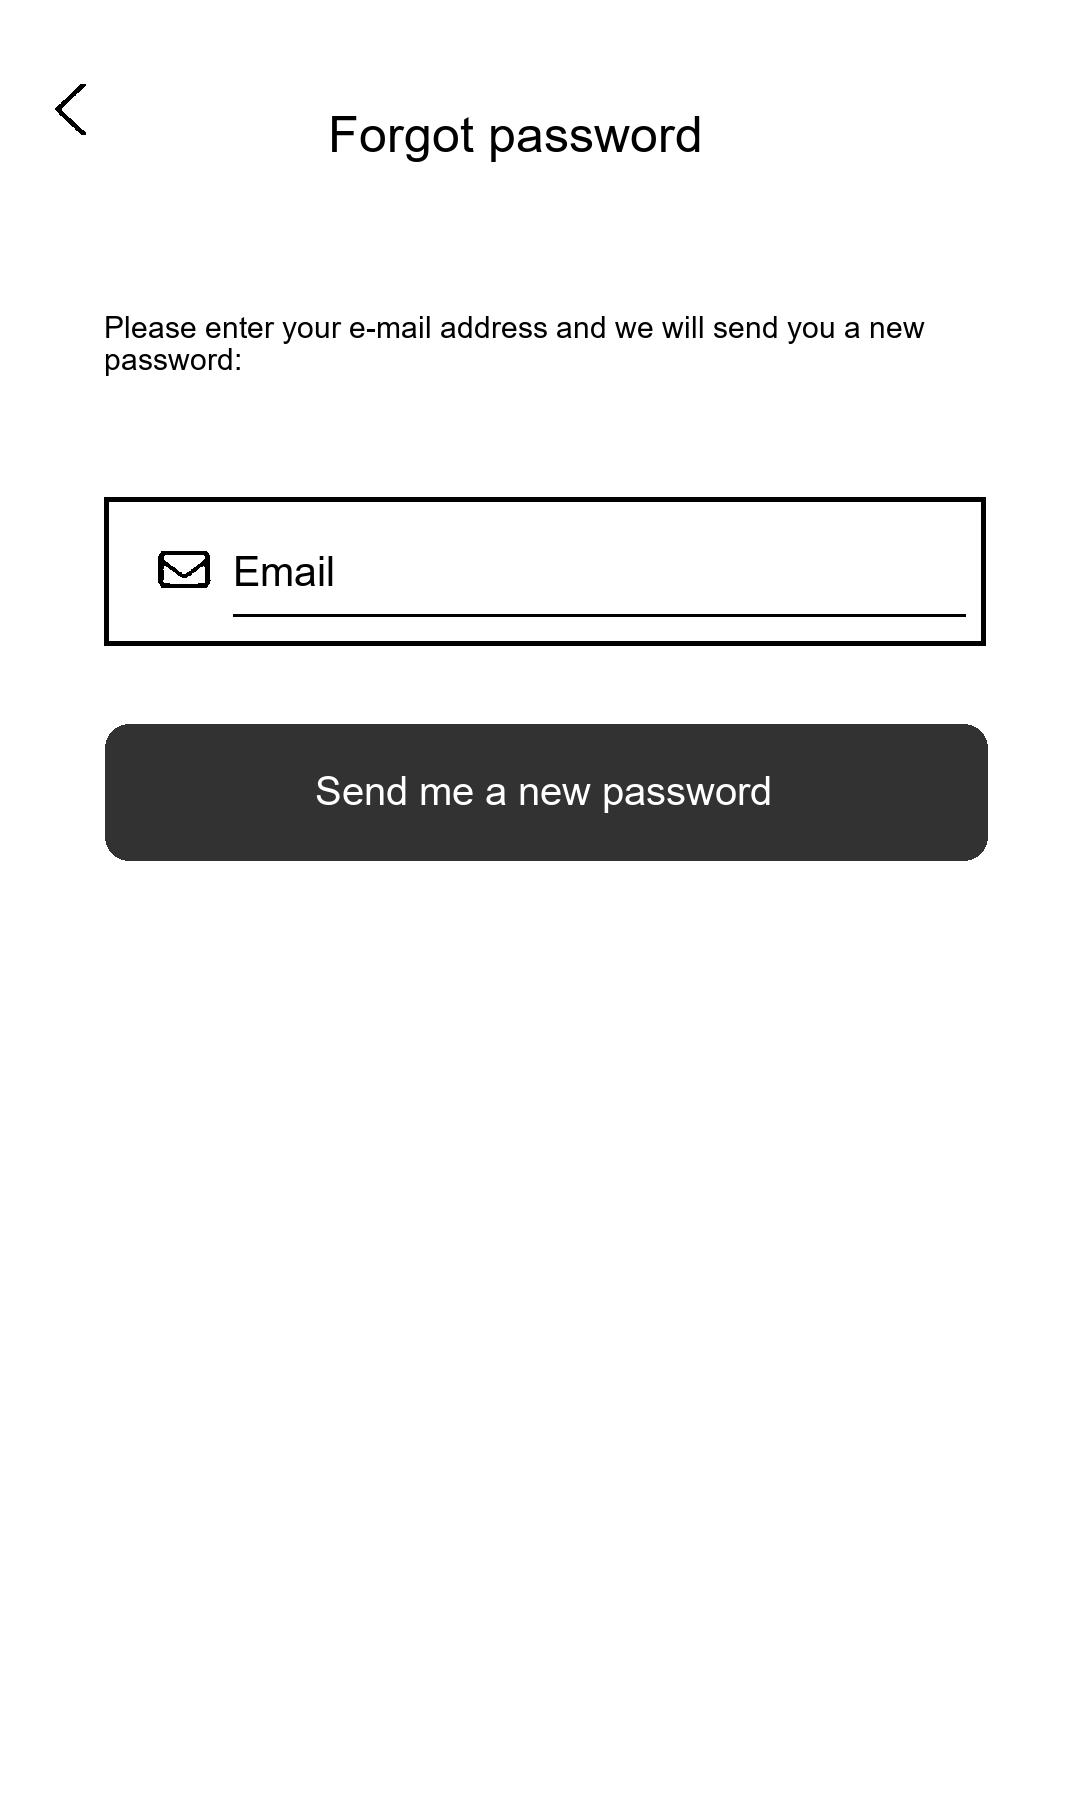 Forgot password
Please enter your e-mail address and we will send you a new
password:
Email
Send me a new password